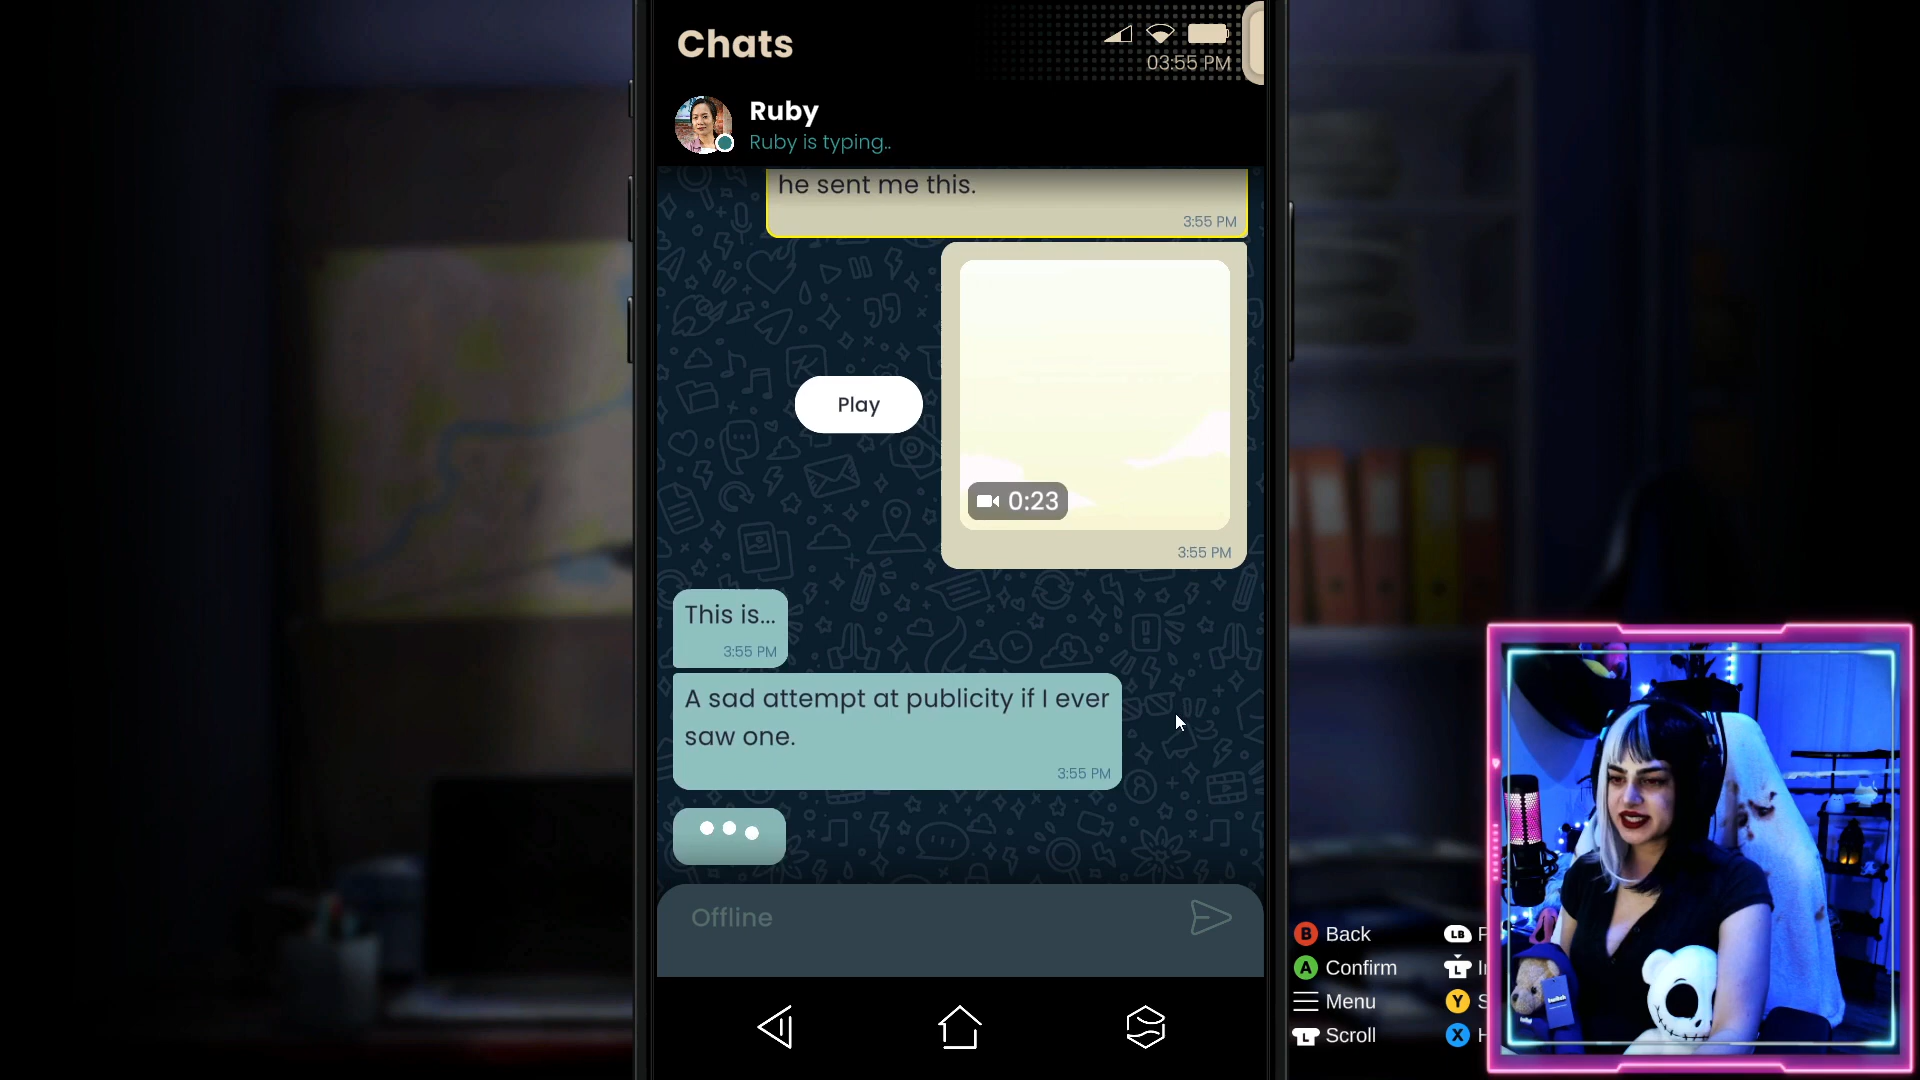 Chats
03:55 PM
Ruby
Ruby is typing..
he sent me this.
3:55 PM
Play
0:23
3:55 PM
This is...
3:55 PM
A sad attempt at publicity if I ever
saw one.
3:55 PM
Offline
B Back
LB
A Confirm
L
Menu
Y S
L Scroll
X